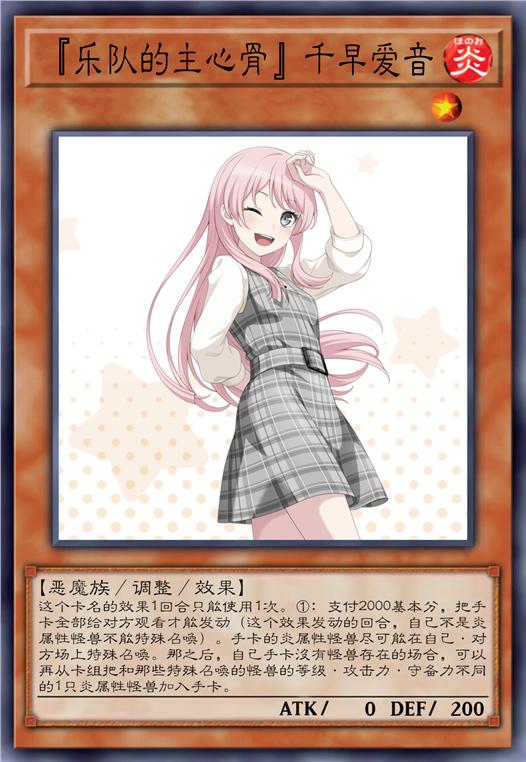 『乐队的主心骨』千早爱音
ほのお
炎
【恶魔族／调整／效果】
这个卡名的效果1回合只能使用1次。①：支付2000基本分，把手
卡全部给对方观看才能发动（这个效果发动的回合，自己不是炎
属性怪兽不能特殊召唤）。手卡的炎属性怪兽尽可能在自己·对
方场上特殊召唤。那之后，自己手卡沒有怪兽存在的场合，可以
再从卡组把和那些特殊召唤的怪兽的等级·攻击力·守备力不同
的1只炎属性怪兽加入手卡。
ATK/ 0 DEF/ 200